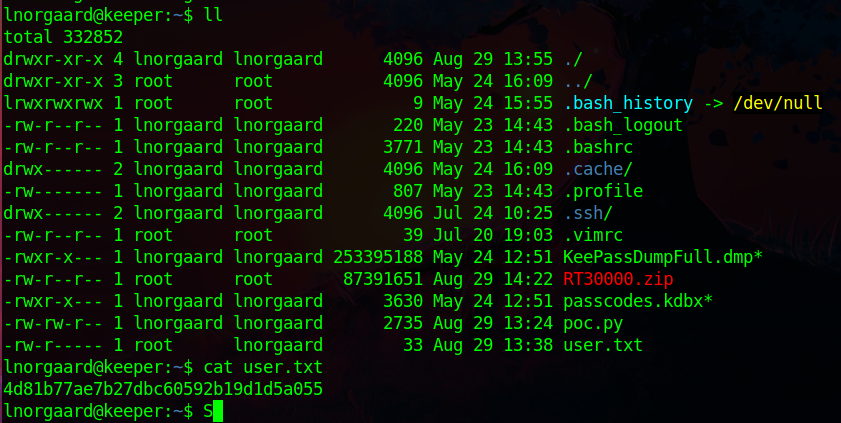 lnorgaard@keeper:~$ ll
total 332852
drwxr-xr-x 4 lnorgaard lnorgaard      4096 Aug 29 13:55 ./
drwxr-xr-x 3 root      root           4096 May 24 16:09 ../
lrwxrwxrwx 1 root      root              9 May 24 15:55 .bash_history -> /dev/null
-rw-r--r-- 1 lnorgaard lnorgaard       220 May 23 14:43 .bash_logout
-rw-r--r-- 1 lnorgaard lnorgaard      3771 May 23 14:43 .bashrc
drwx------ 2 lnorgaard lnorgaard      4096 May 24 16:09 .cache/
-rw------- 1 lnorgaard lnorgaard       807 May 23 14:43 .profile
drwx------ 2 lnorgaard lnorgaard      4096 Jul 24 10:25 .ssh/
-rw-r--r-- 1 root      root             39 Jul 20 19:03 .vimrc
-rwxr-x--- 1 lnorgaard lnorgaard 253395188 May 24 12:51 KeePassDumpFull.dmp*
-rw-r--r-- 1 root      root       87391651 Aug 29 14:22 RT30000.zip
-rwxr-x--- 1 lnorgaard lnorgaard      3630 May 24 12:51 passcodes.kdbx*
-rw-rw-r-- 1 lnorgaard lnorgaard      2735 Aug 29 13:24 poc.py
-rw-r----- 1 root      lnorgaard        33 Aug 29 13:38 user.txt
lnorgaard@keeper:~$ cat user.txt
4d81b77ae7b27dbc60592b19d1d5a055
lnorgaard@keeper:~$ S